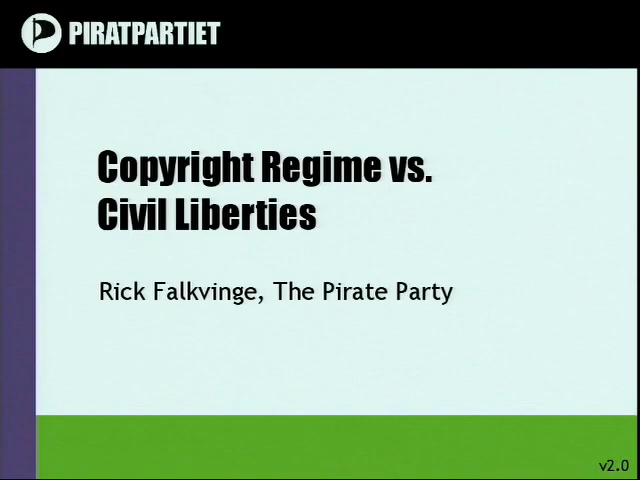 PIRATPARTIET
Copyright Regime vs.
Civil Liberties
Rick Falkvinge, The Pirate Party
v2.0